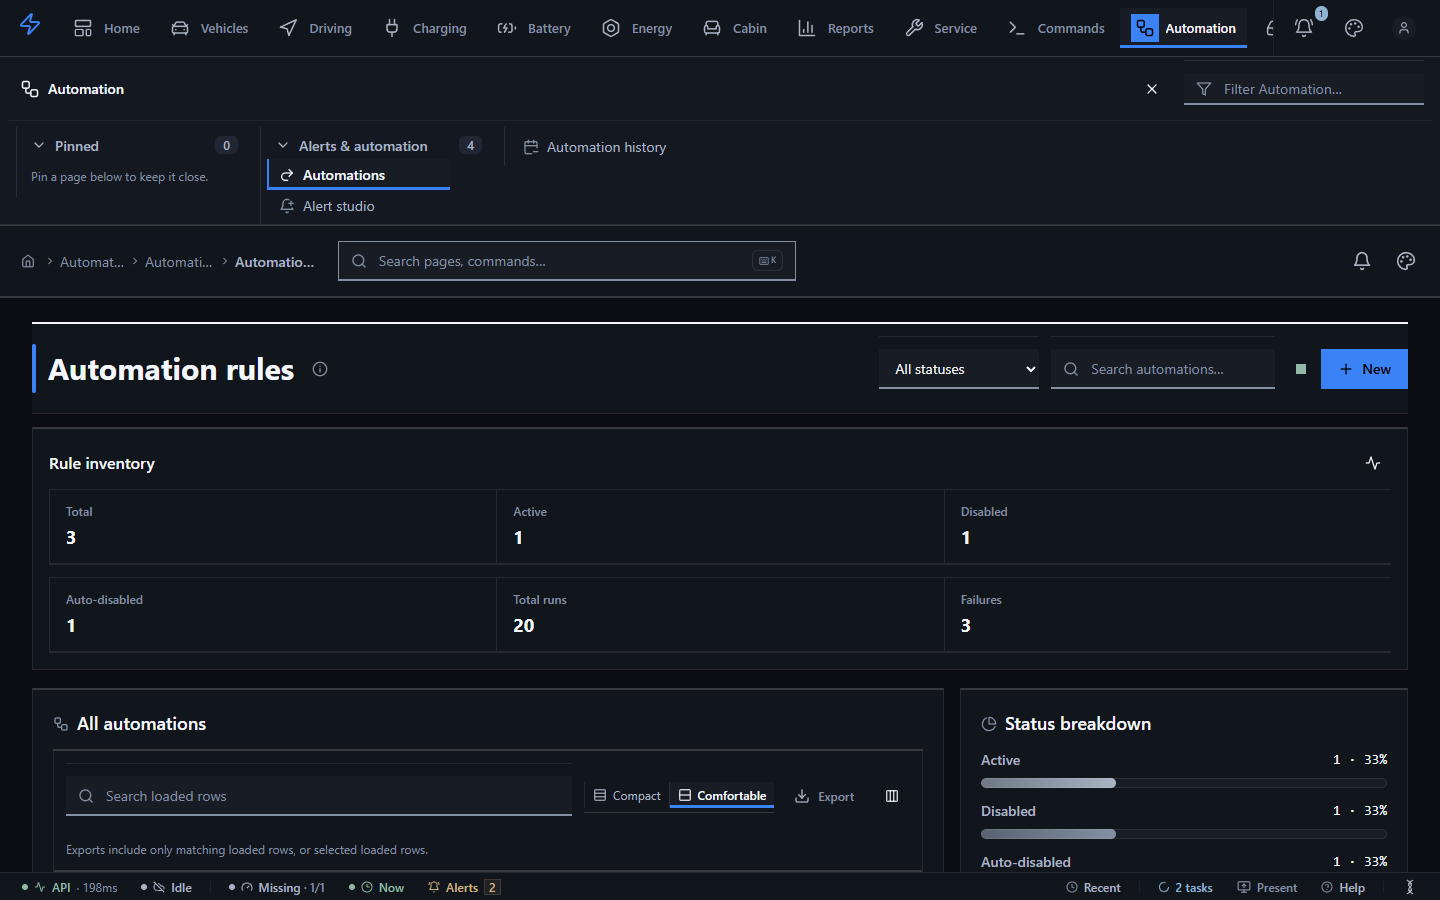 Home
Vehicles
Driving
Charging
Battery
Energy
Cabin
Reports
Service
Commands
Automation
1
Automation
Filter Automation...
Pinned
0
Pin a page below to keep it close.
Alerts & automation
4
Automations
Alert studio
Automation history
Automat...
Automati...
Automatio...
Search pages, commands...
K
Automation rules
All statuses
Search automations...
New
Rule inventory
Total
3
Active
1
Disabled
1
Auto-disabled
1
Total runs
20
Failures
3
All automations
Search loaded rows
Compact
Comfortable
Export
Exports include only matching loaded rows, or selected loaded rows.
Status breakdown
Active
1 · 33%
Disabled
1 · 33%
Auto-disabled
1 · 33%
API · 198ms
Idle
Missing · 1/1
Now
Alerts 2
Recent
2 tasks
Present
Help